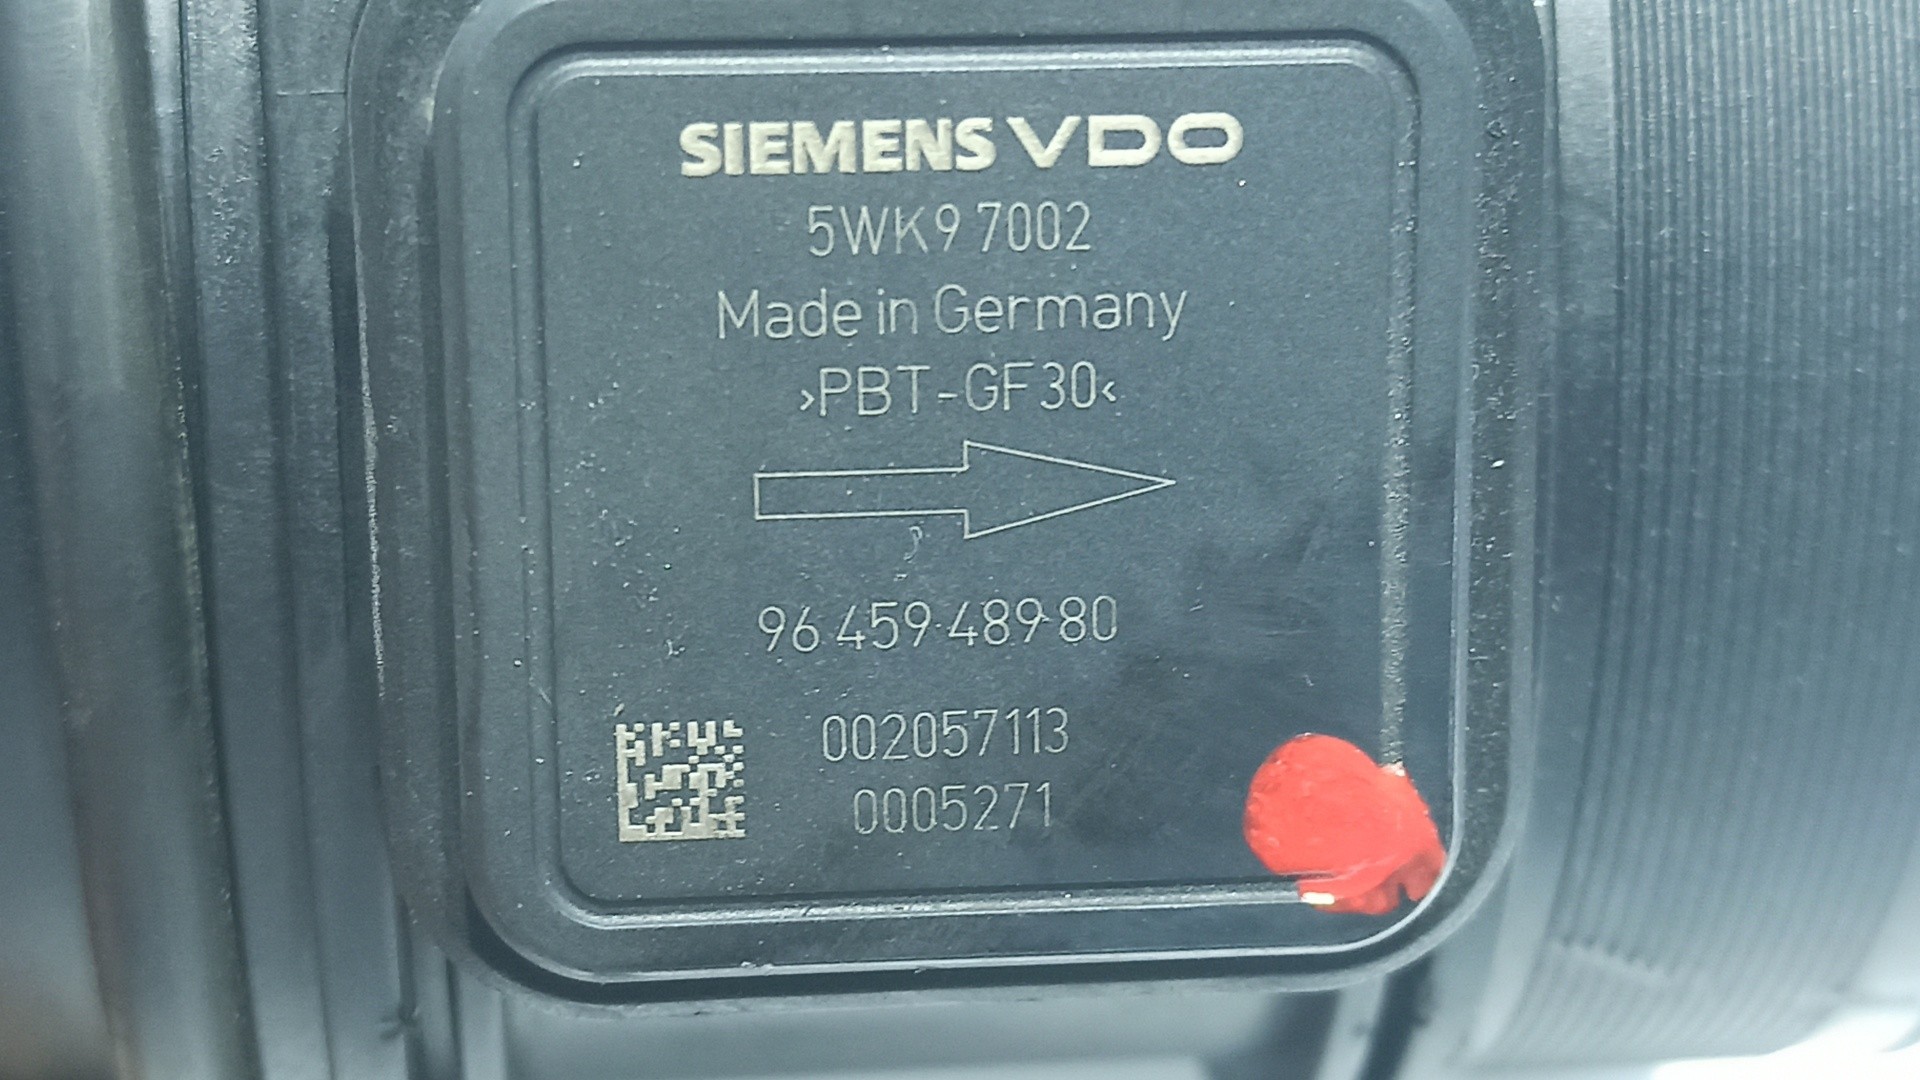 SIEMENS VDO
5WK9 7002
Made in Germany
>PBT-GF30<
96 459 489 80
002057113
0005271